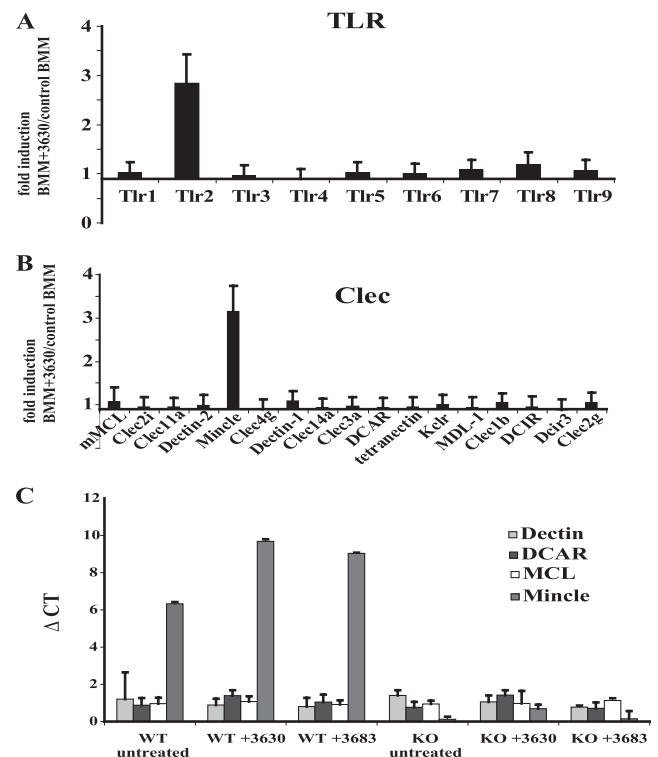 A
TLR
fold induction
BMM+3630/control BMM
4
3
2
1
0
Tlr1 Tlr2 Tlr3 Tlr4 Tlr5 Tlr6 Tlr7 Tlr8 Tlr9
B
Clec
fold induction
BMM+3630/control BMM
4
3
2
1
mMCL Clec2i Clec11a Dectin-2 Mincle Clec4g Dectin-1 Clec14a Clec3a DCAR tetranectin Kclr MDL-1 Clec1b DCIR Dcir3 Clec2g
C
Δ CT
12
10
8
6
4
2
0
Dectin
DCAR
MCL
Mincle
WT untreated
WT +3630
WT +3683
KO untreated
KO +3630
KO +3683